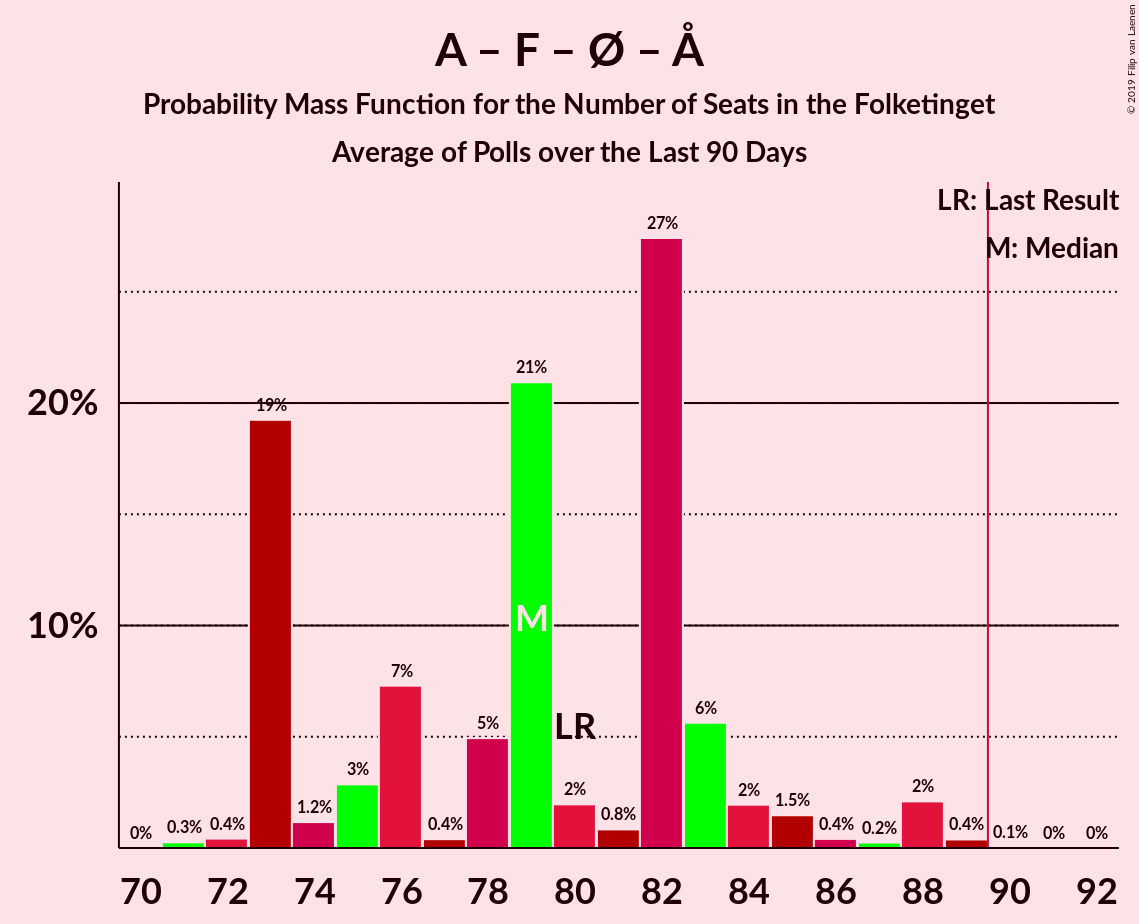 A – F – Ø – Å
Probability Mass Function for the Number of Seats in the Folketinget
Average of Polls over the Last 90 Days
© 2019 Filip van Laenen
LR: Last Result
M: Median
27%
21%
20%
19%
M
10%
7%
6%
5%
LR
3%
2%
2%
2%
1.5%
1.2%
0.8%
0% 0.3% 0.4% 0.4% 0.4% 0.2% 0.4% 0.1% 0% 0%
70 72 74 76 78 80 82 84 86 88 90 92